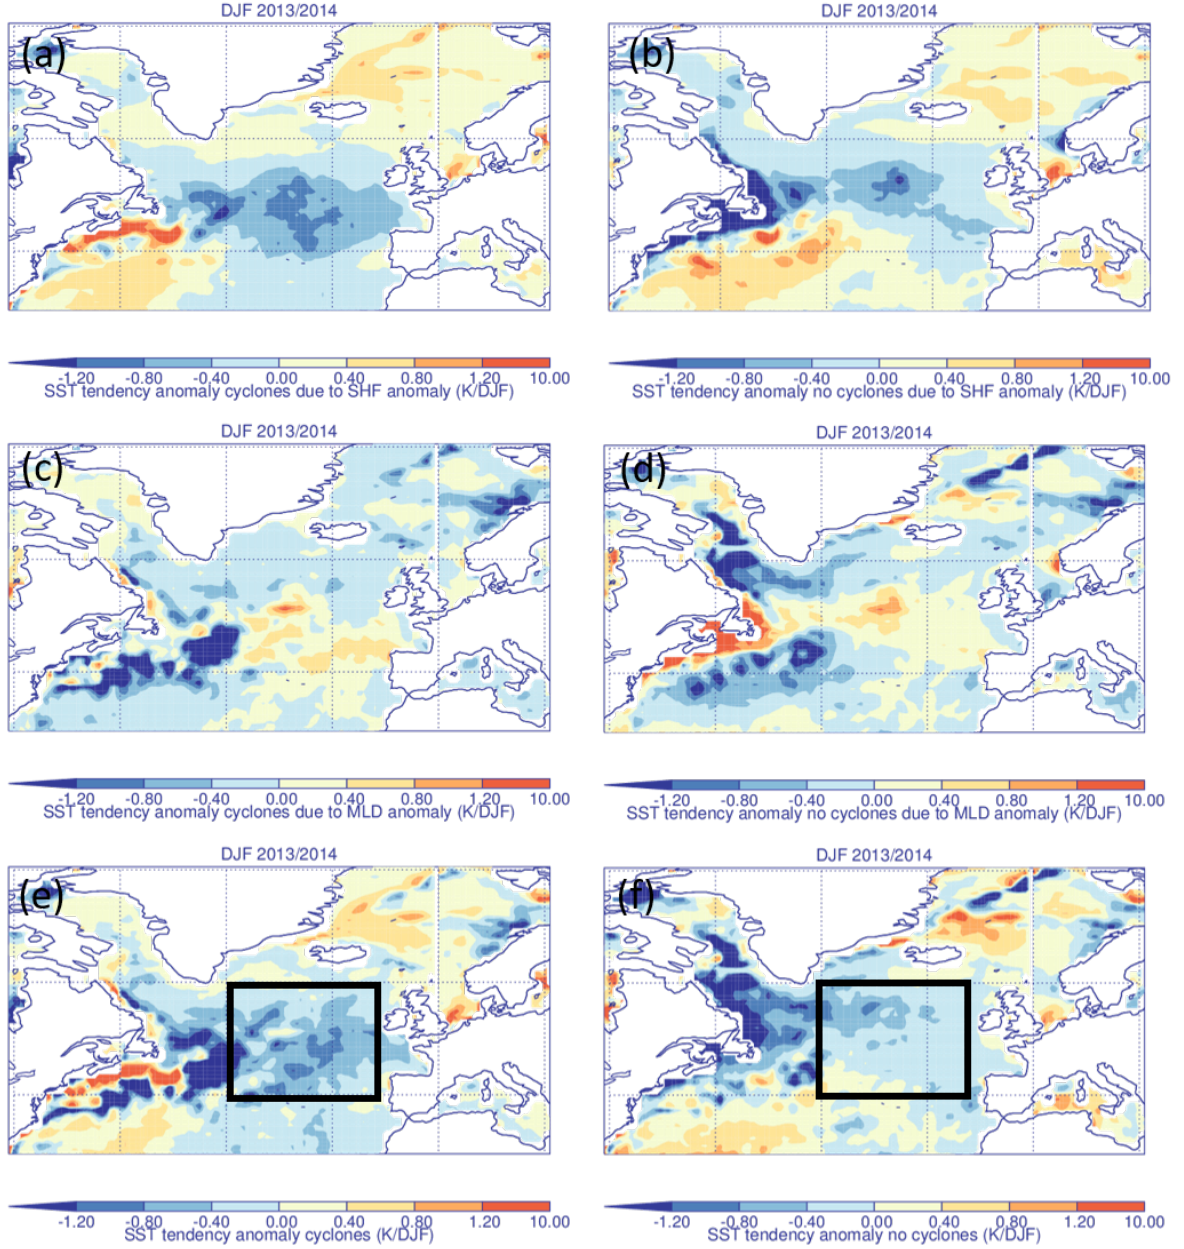 DJF 2013/2014
(a)
-1.20 -0.80 -0.40 0.00 0.40 0.80 1.20 10.00
SST tendency anomaly cyclones due to SHF anomaly (K/DJF)
DJF 2013/2014
(b)
-1.20 -0.80 -0.40 0.00 0.40 0.80 1.20 10.00
SST tendency anomaly no cyclones due to SHF anomaly (K/DJF)
DJF 2013/2014
(c)
-1.20 -0.80 -0.40 0.00 0.40 0.80 1.20 10.00
SST tendency anomaly cyclones due to MLD anomaly (K/DJF)
DJF 2013/2014
(d)
-1.20 -0.80 -0.40 0.00 0.40 0.80 1.20 10.00
SST tendency anomaly no cyclones due to MLD anomaly (K/DJF)
DJF 2013/2014
(e)
-1.20 -0.80 -0.40 0.00 0.40 0.80 1.20 10.00
SST tendency anomaly cyclones (K/DJF)
DJF 2013/2014
(f)
-1.20 -0.80 -0.40 0.00 0.40 0.80 1.20 10.00
SST tendency anomaly no cyclones (K/DJF)